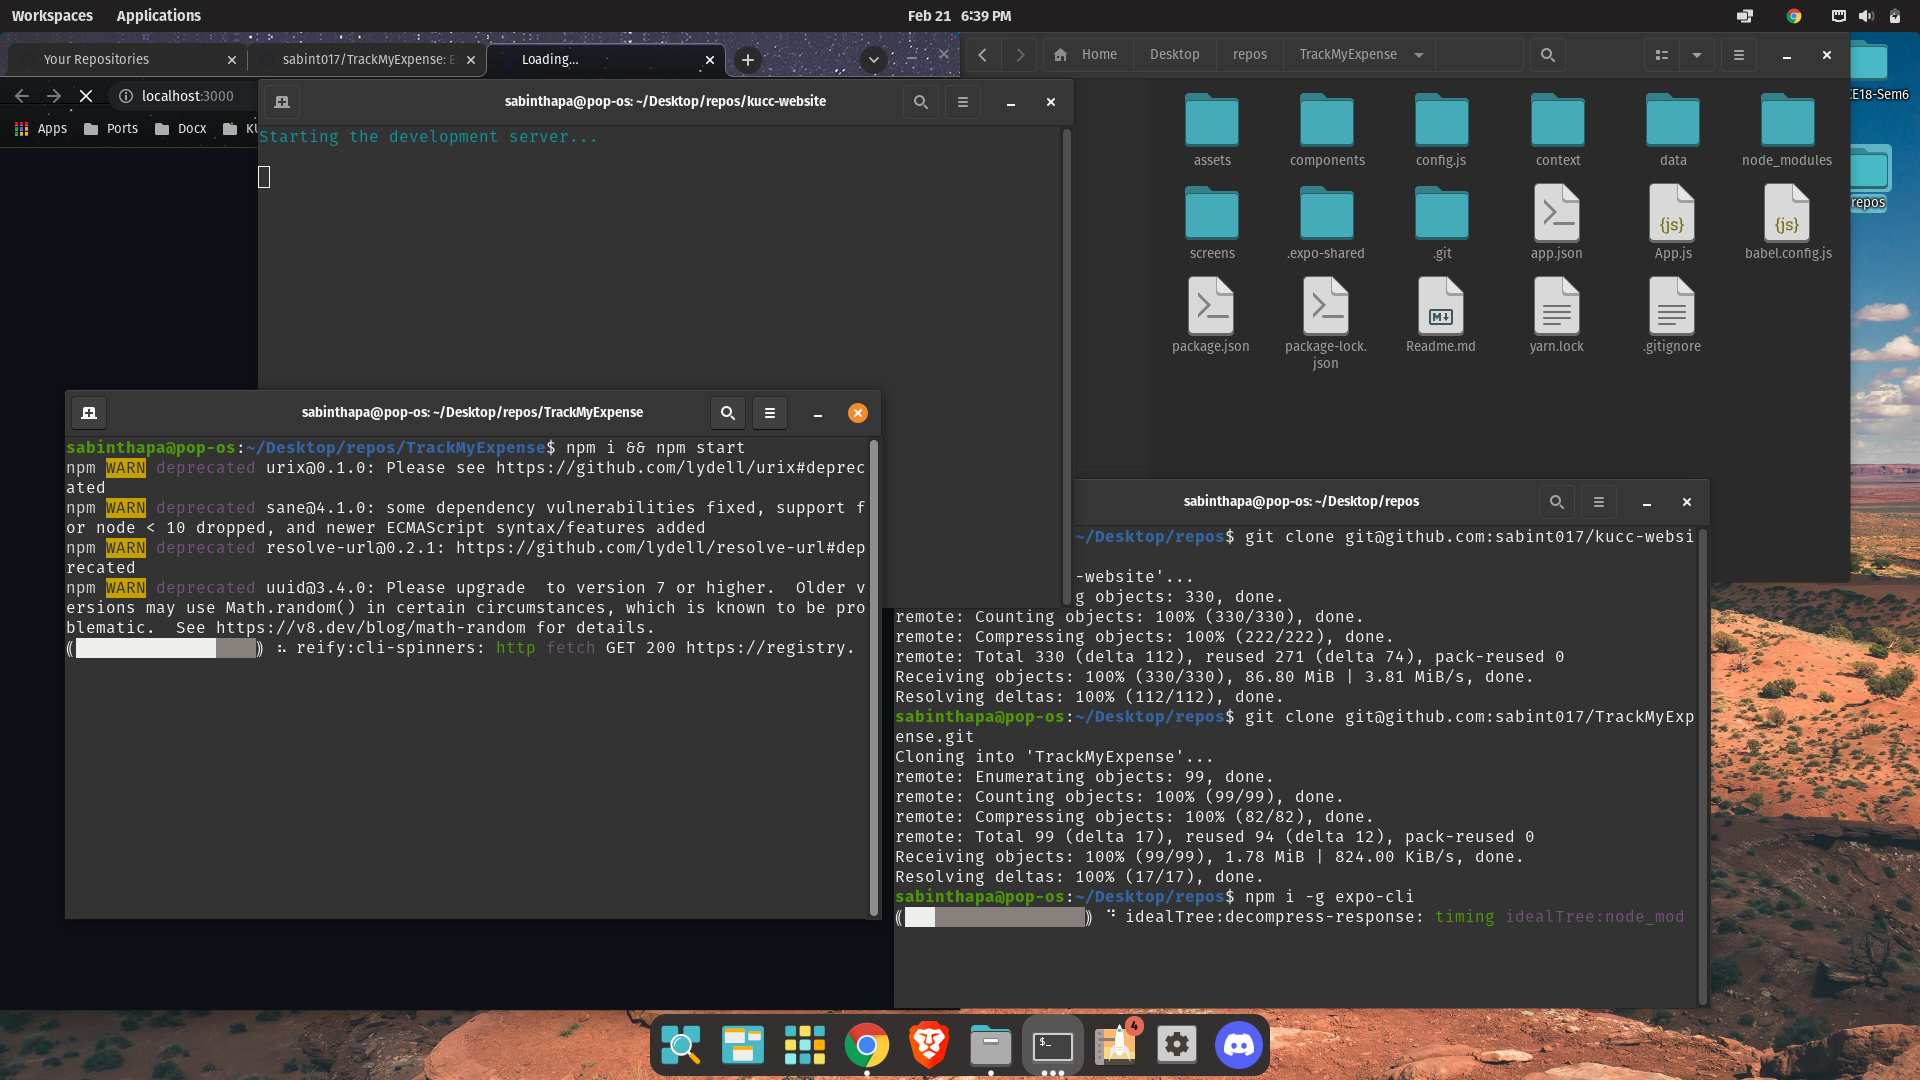 Workspaces Applications
Feb 21 6:39 PM
Your Repositories
sabint017/TrackMyExpense: E
Loading...
localhost:3000
Apps Ports Docx
Home Desktop repos TrackMyExpense
assets components config.js context data node_modules
screens .expo-shared .git app.json App.js babel.config.js
package.json package-lock.json Readme.md yarn.lock .gitignore
E18-Sem6
repos
sabinthapa@pop-os: ~/Desktop/repos/kucc-website
Starting the development server...
sabinthapa@pop-os: ~/Desktop/repos/TrackMyExpense
sabinthapa@pop-os:~/Desktop/repos/TrackMyExpense$ npm i && npm start
npm WARN deprecated urix@0.1.0: Please see https://github.com/lydell/urix#deprec
ated
npm WARN deprecated sane@4.1.0: some dependency vulnerabilities fixed, support f
or node < 10 dropped, and newer ECMAScript syntax/features added
npm WARN deprecated resolve-url@0.2.1: https://github.com/lydell/resolve-url#dep
recated
npm WARN deprecated uuid@3.4.0: Please upgrade  to version 7 or higher.  Older v
ersions may use Math.random() in certain circumstances, which is known to be pro
blematic.  See https://v8.dev/blog/math-random for details.
reify:cli-spinners: http fetch GET 200 https://registry.
sabinthapa@pop-os: ~/Desktop/repos
~/Desktop/repos$ git clone git@github.com:sabint017/kucc-websi
-website'...
g objects: 330, done.
remote: Counting objects: 100% (330/330), done.
remote: Compressing objects: 100% (222/222), done.
remote: Total 330 (delta 112), reused 271 (delta 74), pack-reused 0
Receiving objects: 100% (330/330), 86.80 MiB | 3.81 MiB/s, done.
Resolving deltas: 100% (112/112), done.
sabinthapa@pop-os:~/Desktop/repos$ git clone git@github.com:sabint017/TrackMyExp
ense.git
Cloning into 'TrackMyExpense'...
remote: Enumerating objects: 99, done.
remote: Counting objects: 100% (99/99), done.
remote: Compressing objects: 100% (82/82), done.
remote: Total 99 (delta 17), reused 94 (delta 12), pack-reused 0
Receiving objects: 100% (99/99), 1.78 MiB | 824.00 KiB/s, done.
Resolving deltas: 100% (17/17), done.
sabinthapa@pop-os:~/Desktop/repos$ npm i -g expo-cli
idealTree:decompress-response: timing idealTree:node_mod
4